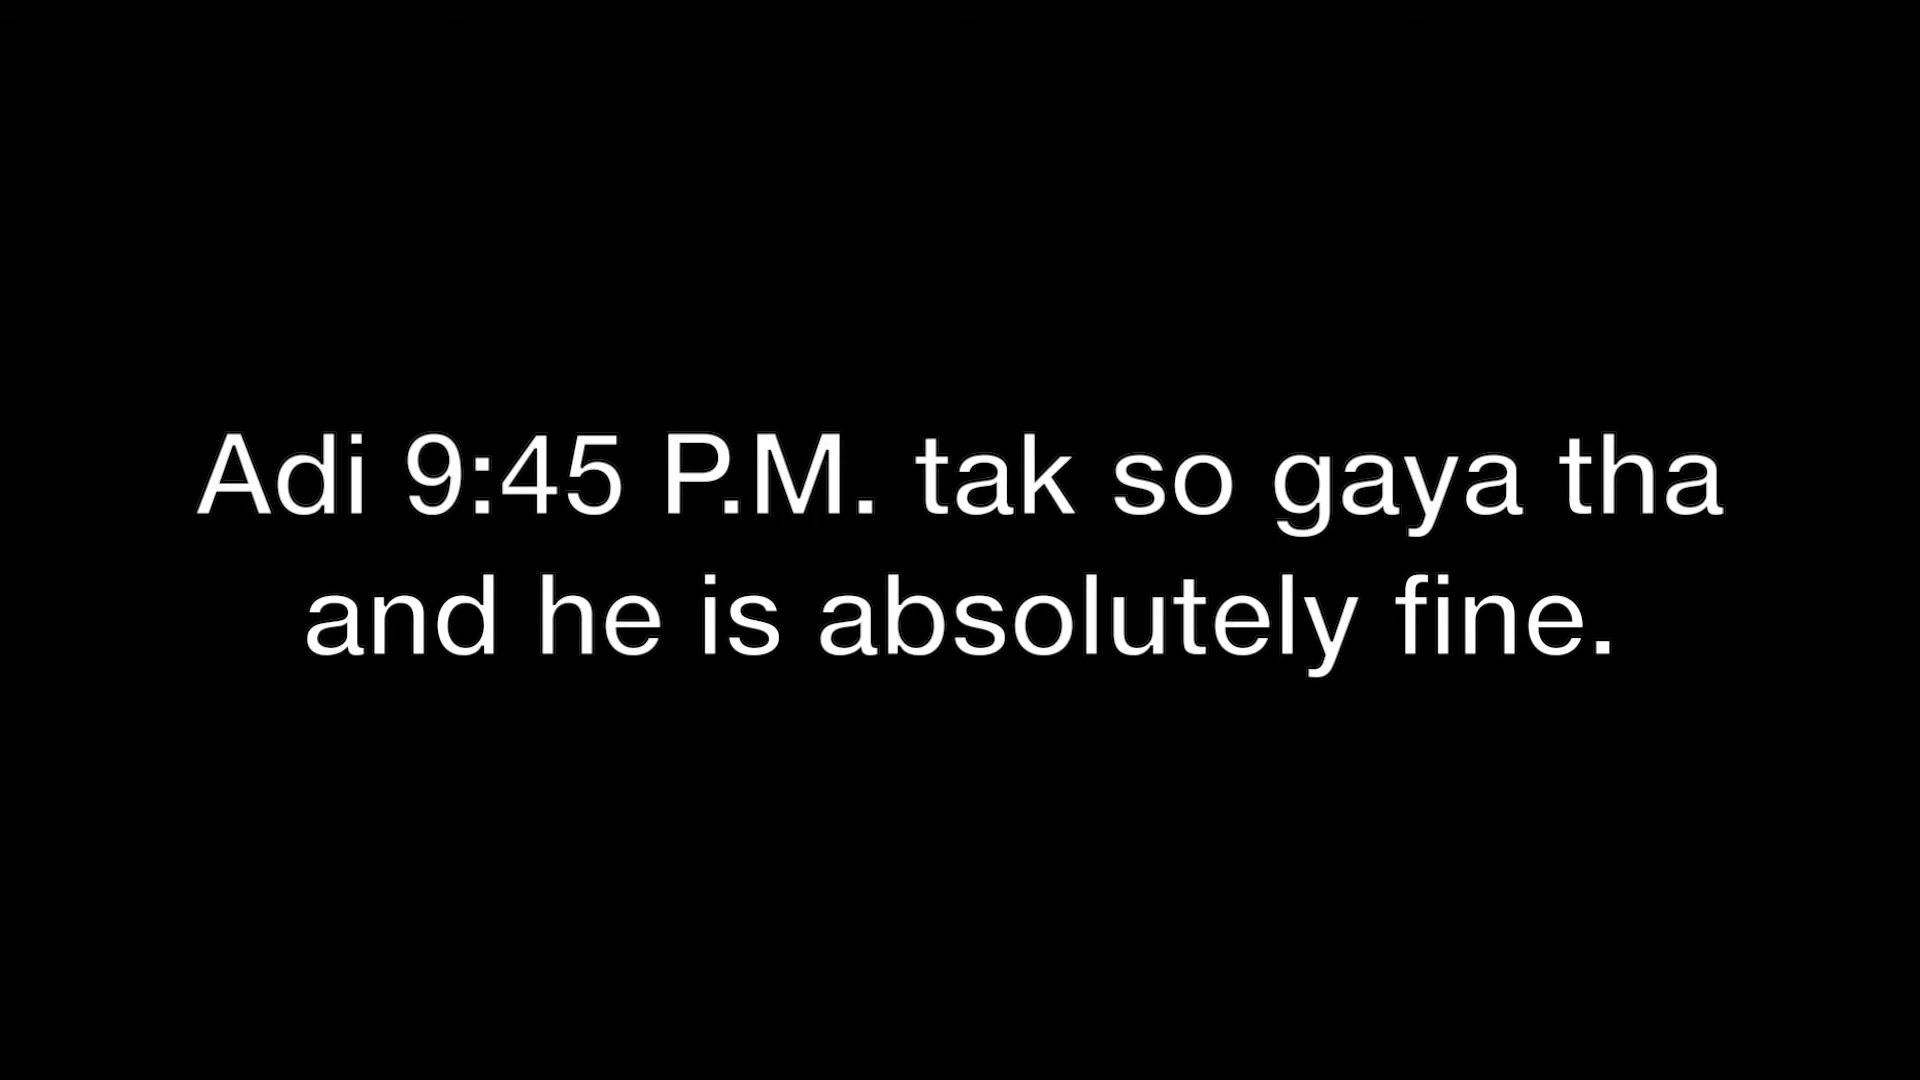 Adi 9:45 P.M. tak so gaya tha
and he is absolutely fine.